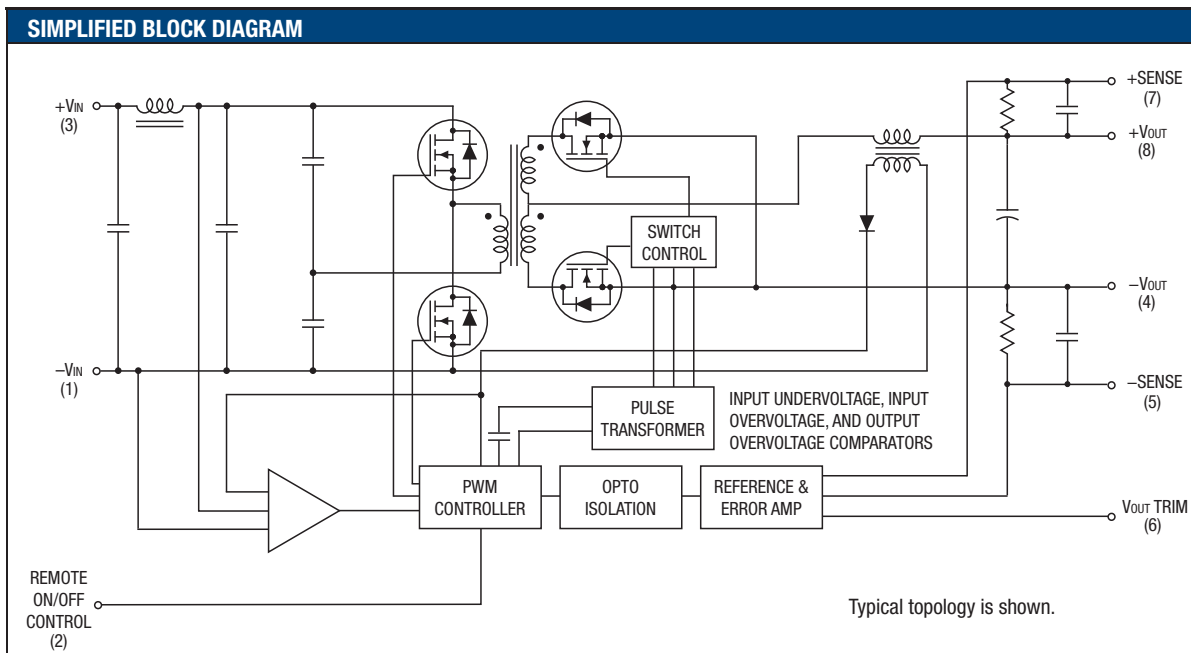 SIMPLIFIED BLOCK DIAGRAM
+VIN
(3)
−VIN
(1)
SWITCH
CONTROL
+SENSE
(7)
+VOUT
(8)
−VOUT
(4)
−SENSE
(5)
PULSE
TRANSFORMER
INPUT UNDERVOLTAGE, INPUT
OVERVOLTAGE, AND OUTPUT
OVERVOLTAGE COMPARATORS
PWM
CONTROLLER
OPTO
ISOLATION
REFERENCE &
ERROR AMP
VOUT TRIM
(6)
REMOTE
ON/OFF
CONTROL
(2)
Typical topology is shown.